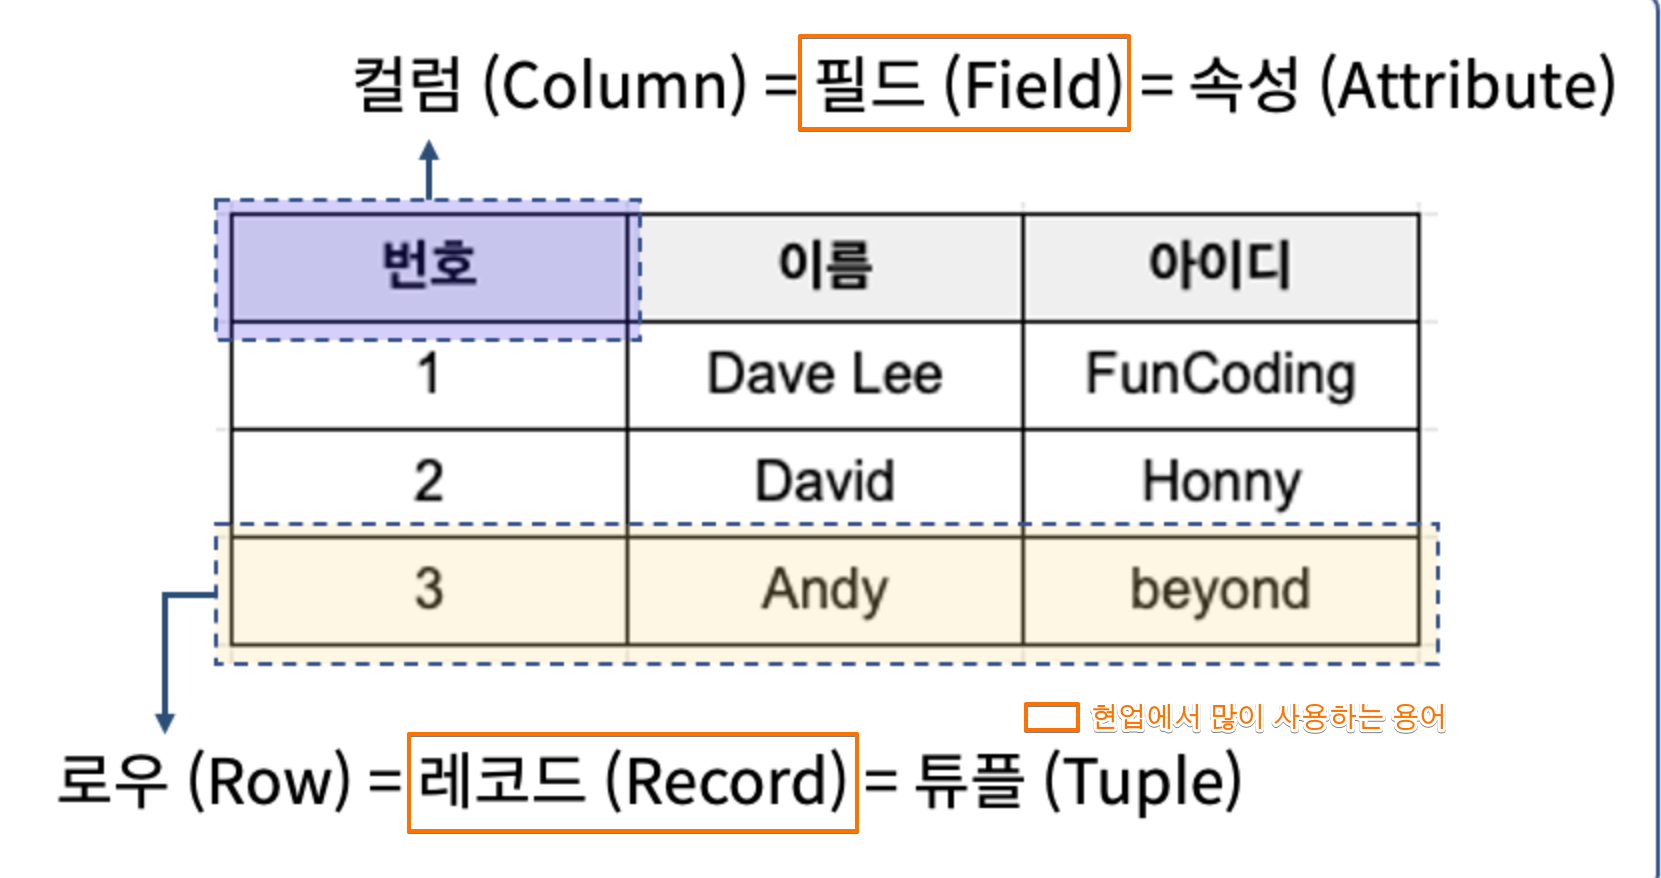 컬럼 (Column) = 필드 (Field) = 속성 (Attribute)
번호 이름 아이디
1 Dave Lee FunCoding
2 David Honny
3 Andy beyond
현업에서 많이 사용하는 용어
로우 (Row) = 레코드 (Record) = 튜플 (Tuple)